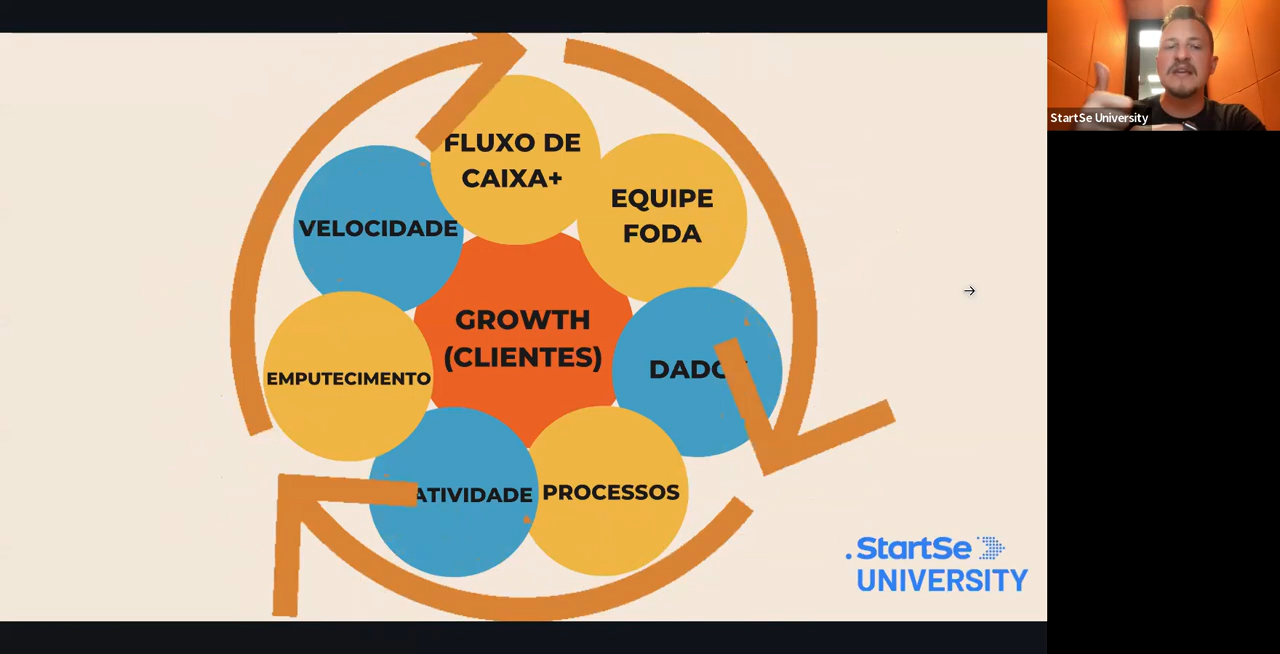 FLUXO DE
CAIXA+
EQUIPE
FODA
VELOCIDADE
GROWTH
(CLIENTES)
EMPUTECIMENTO
PROCESSOS
.StartSe
UNIVERSITY
StartSe University